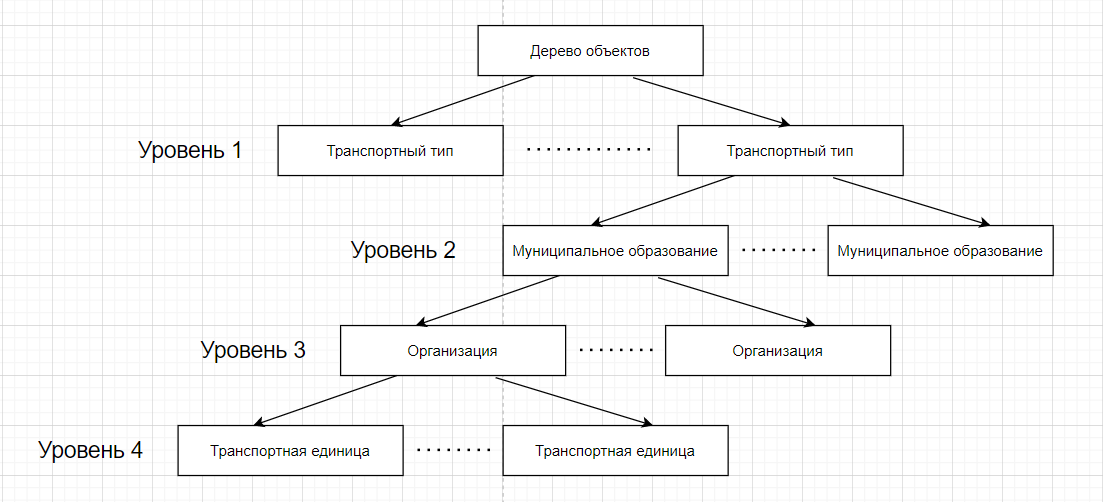 Дерево объектов
Уровень 1
Транспортный тип
Транспортный тип
Уровень 2
Муниципальное образование
Муниципальное образование
Уровень 3
Организация
Организация
Уровень 4
Транспортная единица
Транспортная единица